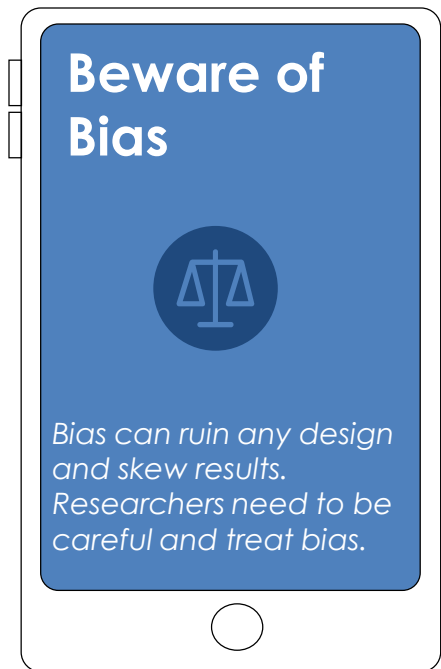 Beware of
Bias
Bias can ruin any design
and skew results.
Researchers need to be
careful and treat bias.